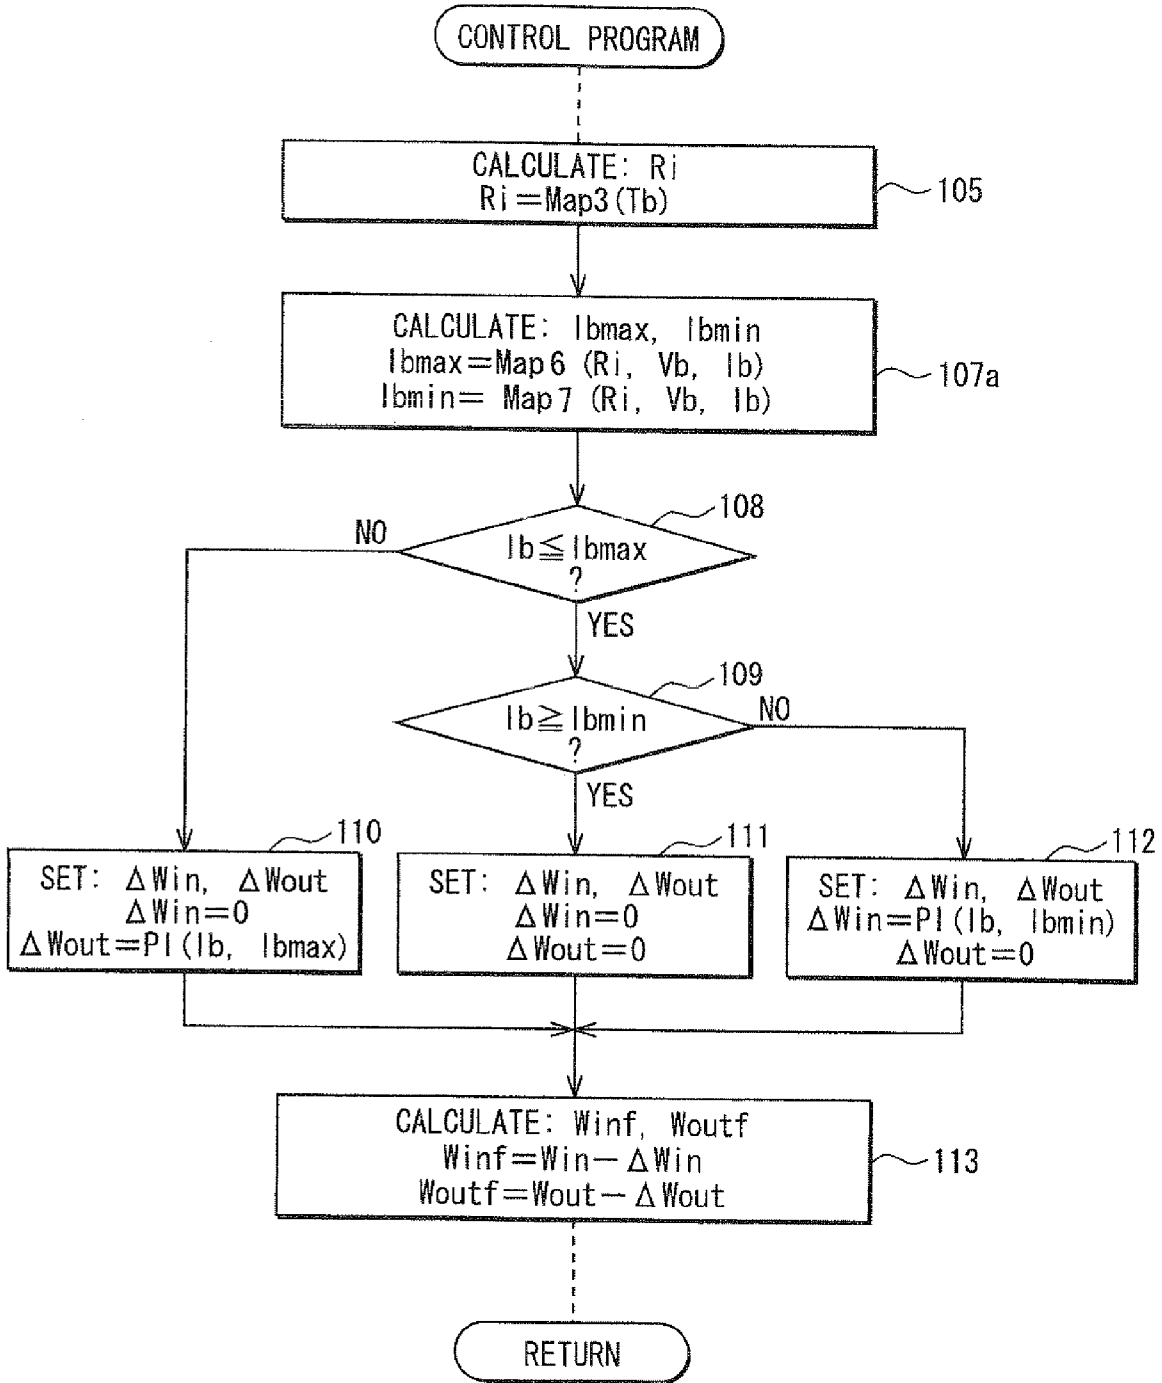 CONTROL PROGRAM
CALCULATE: Ri
Ri=Map3(Tb)
105
CALCULATE: Ibmax, Ibmin
Ibmax=Map6 (Ri, Vb, Ib)
Ibmin= Map7 (Ri, Vb, Ib)
107a
108
NO
Ib≦Ibmax
?
YES
109
Ib≧Ibmin
?
NO
YES
110
SET: ΔWin, ΔWout
ΔWin=0
ΔWout=PI(Ib, Ibmax)
111
SET: ΔWin, ΔWout
ΔWin=0
ΔWout=0
112
SET: ΔWin, ΔWout
ΔWin=PI(Ib, Ibmin)
ΔWout=0
CALCULATE: Winf, Woutf
Winf=Win-ΔWin
Woutf=Wout-ΔWout
113
RETURN